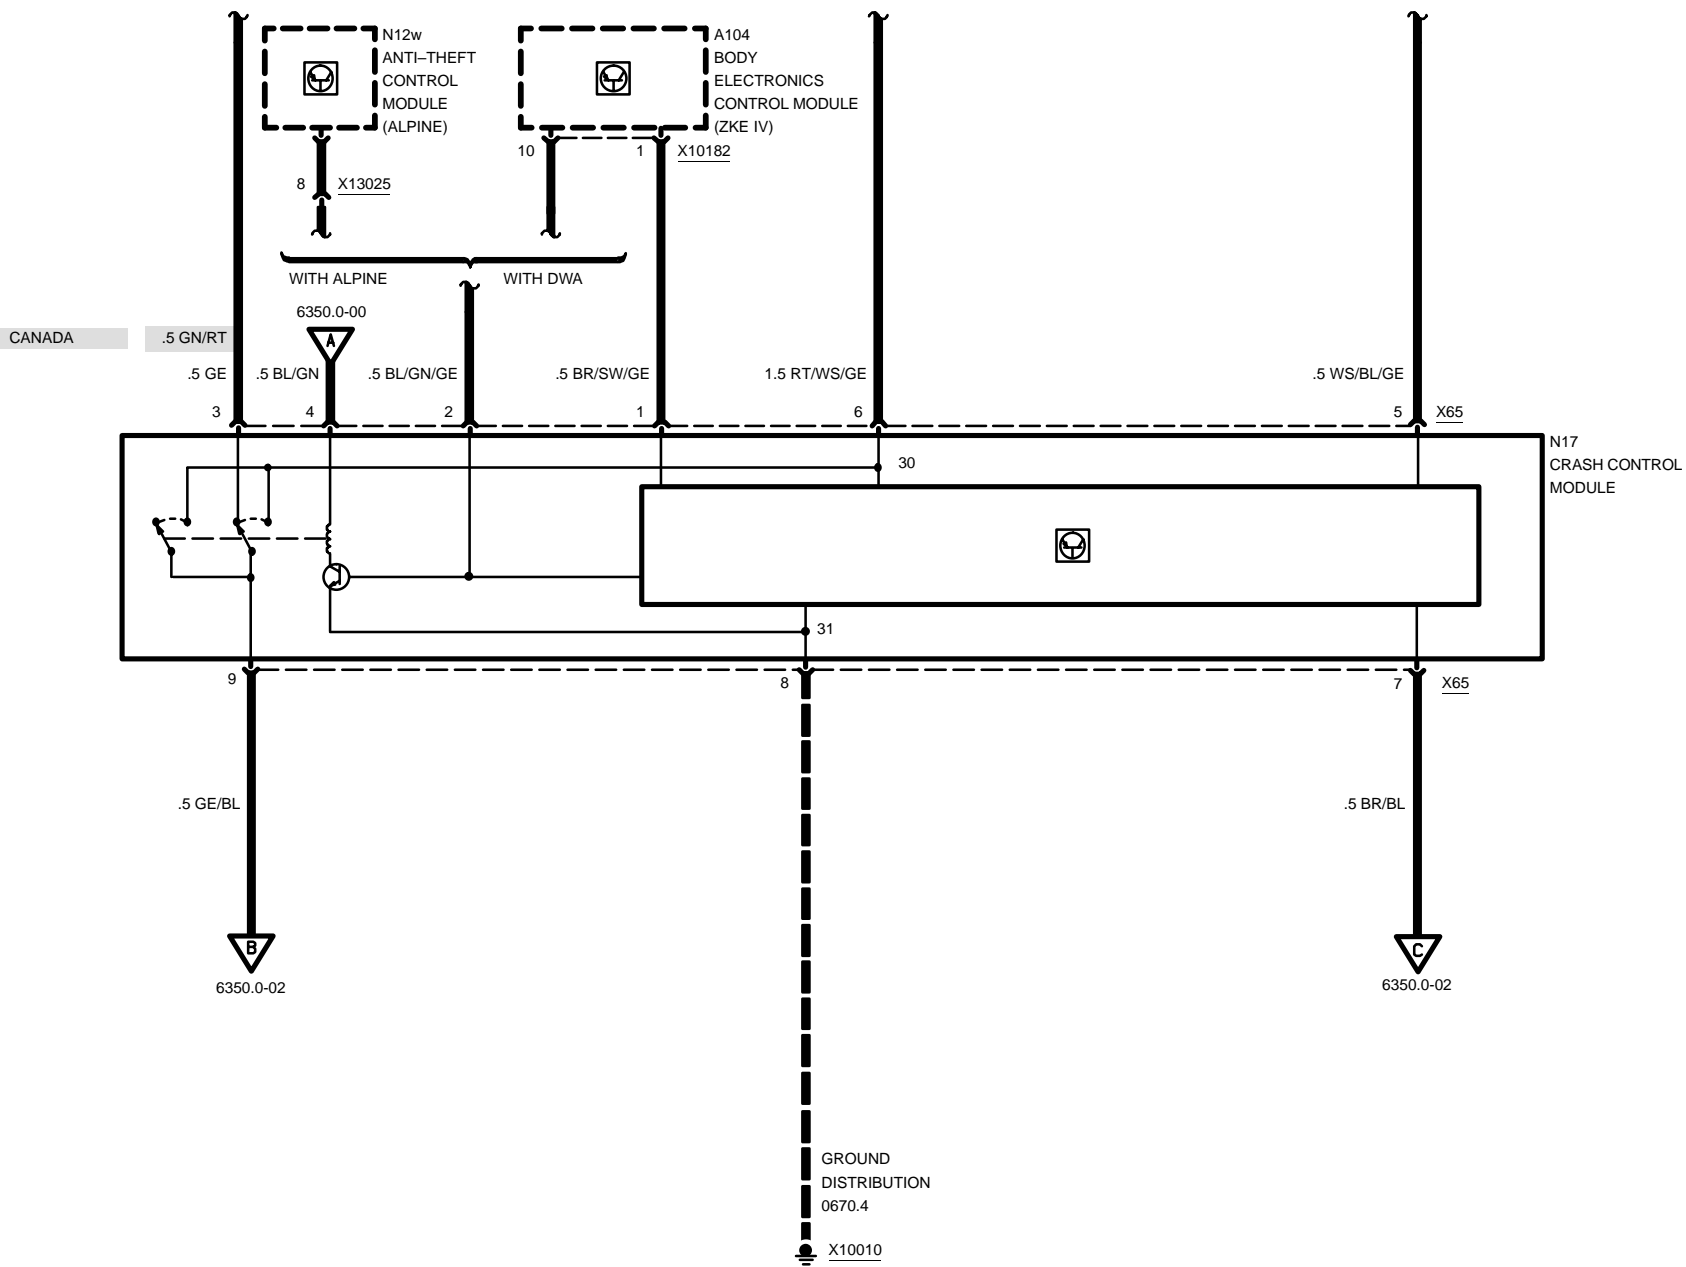 N12w
ANTI–THEFT
CONTROL
MODULE
(ALPINE)
A104
BODY
ELECTRONICS
CONTROL MODULE
(ZKE IV)
10
1
X10182
8
X13025
WITH ALPINE
WITH DWA
6350.0-00
A
CANADA
.5 GN/RT
.5 GE
.5 BL/GN
.5 BL/GN/GE
.5 BR/SW/GE
1.5 RT/WS/GE
.5 WS/BL/GE
3
4
2
1
6
5
X65
N17
CRASH CONTROL
MODULE
30
31
9
8
7
X65
.5 GE/BL
.5 BR/BL
B
6350.0-02
C
6350.0-02
GROUND
DISTRIBUTION
0670.4
X10010